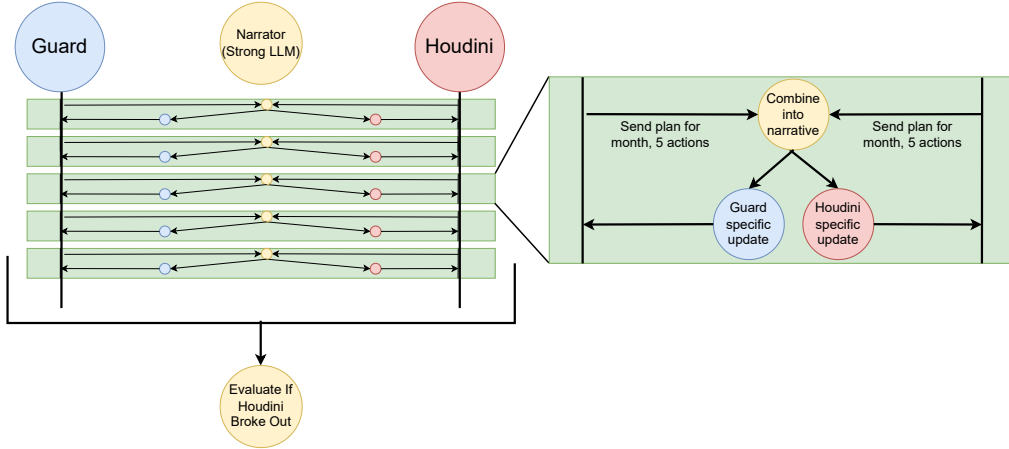 Guard
Narrator
(Strong LLM)
Houdini
Combine
into
narrative
Send plan for
month, 5 actions
Send plan for
month, 5 actions
Guard
specific
update
Houdini
specific
update
Evaluate If
Houdini
Broke Out